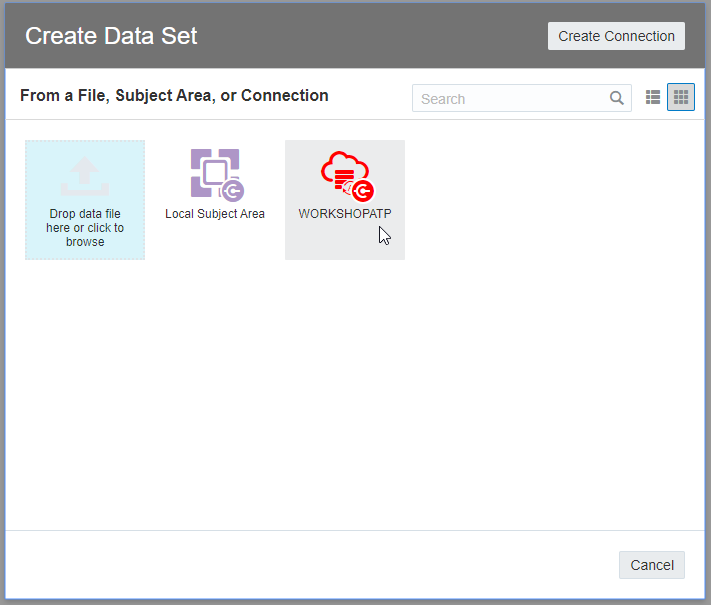 Create Data Set
Create Connection
From a File, Subject Area, or Connection
Search
Drop data file
here or click to
browse
Local Subject Area
WORKSHOPATP
Cancel